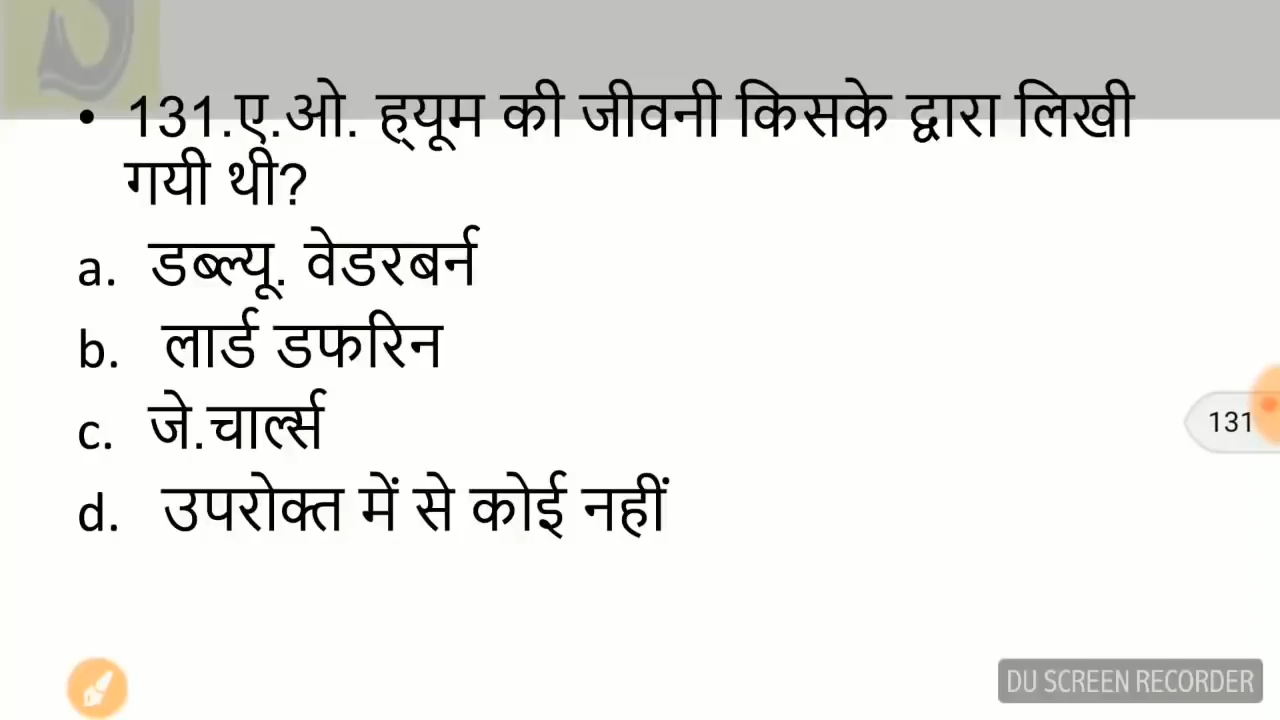 • 131.ए.ओ. ह्यूम की जीवनी किसके द्वारा लिखी
गयी थी?
a. डब्ल्यू. वेडरबर्न
b. लार्ड डफरिन
c. जे.चार्ल्स
131
d. उपरोक्त में से कोई नहीं
DU SCREEN RECORDER